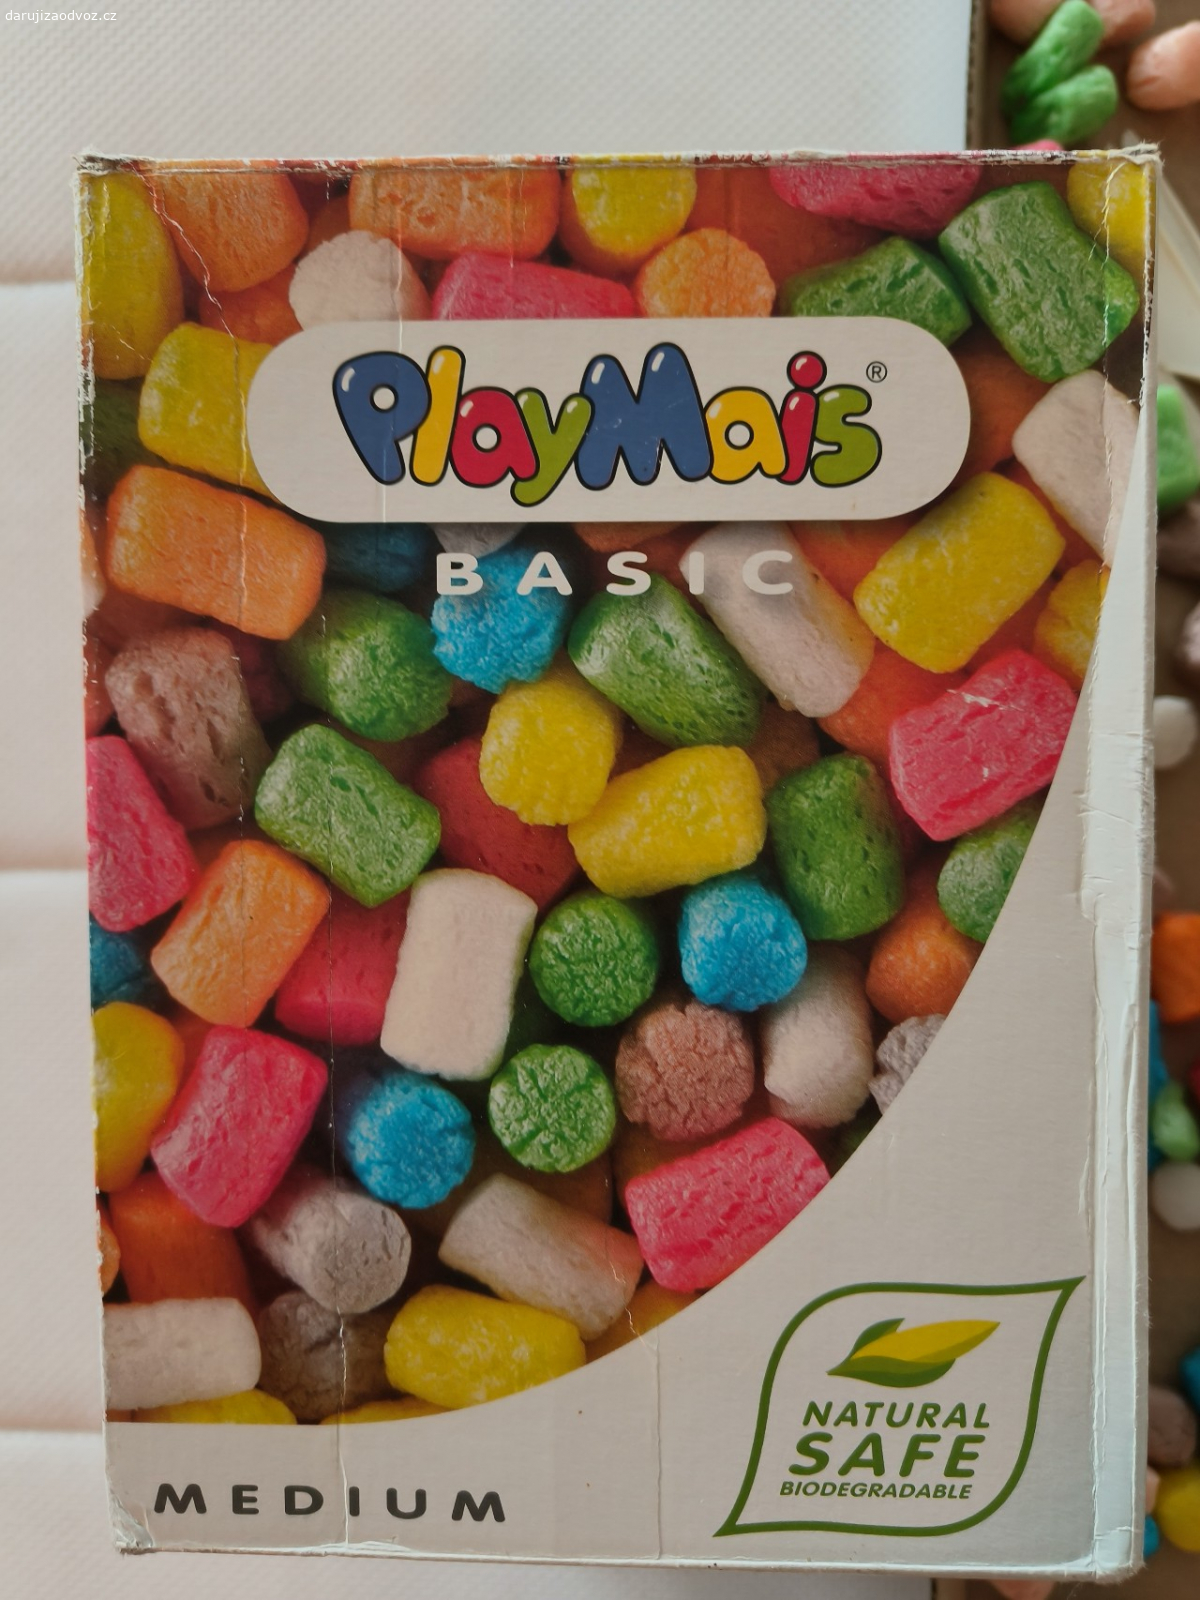 darujizaodvoz.cz
PlayMais®
BASIC
NATURAL
SAFE
BIODEGRADABLE
MEDIUM